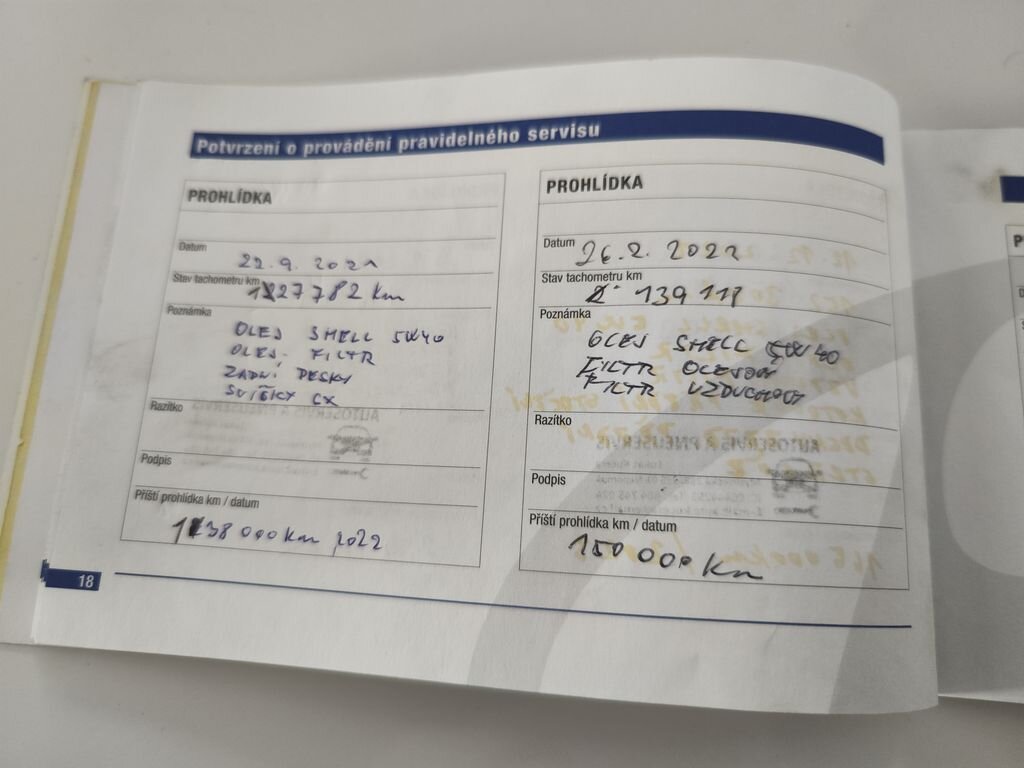 Potvrzení o provádění pravidelného servisu
PROHLÍDKA
Datum
22.9. 2021
Stav tachometru km
127782 km
Poznámka
OLEJ SHELL 5W40
OLEJ. FILTR
ZADNÍ DESKY
SVÍČKY CX
Razítko
Podpis
Příští prohlídka km / datum
138 000 km 2022
PROHLÍDKA
Datum
26.2. 2022
Stav tachometru km
139 118
Poznámka
OLEJ SHELL 5W40
FILTR OLEJOVÝ
FILTR VZDUCHOVÝ
Razítko
AUTOSERVIS A PNEUSERVIS
Podpis
Příští prohlídka km / datum
150 000 Km
18